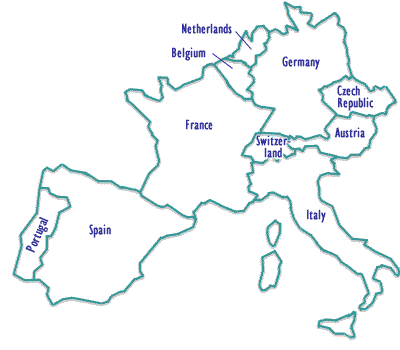 Netherlands
Belgium
Germany
Czech
Republic
France
Austria
Switzer-
land
Portugal
Spain
Italy